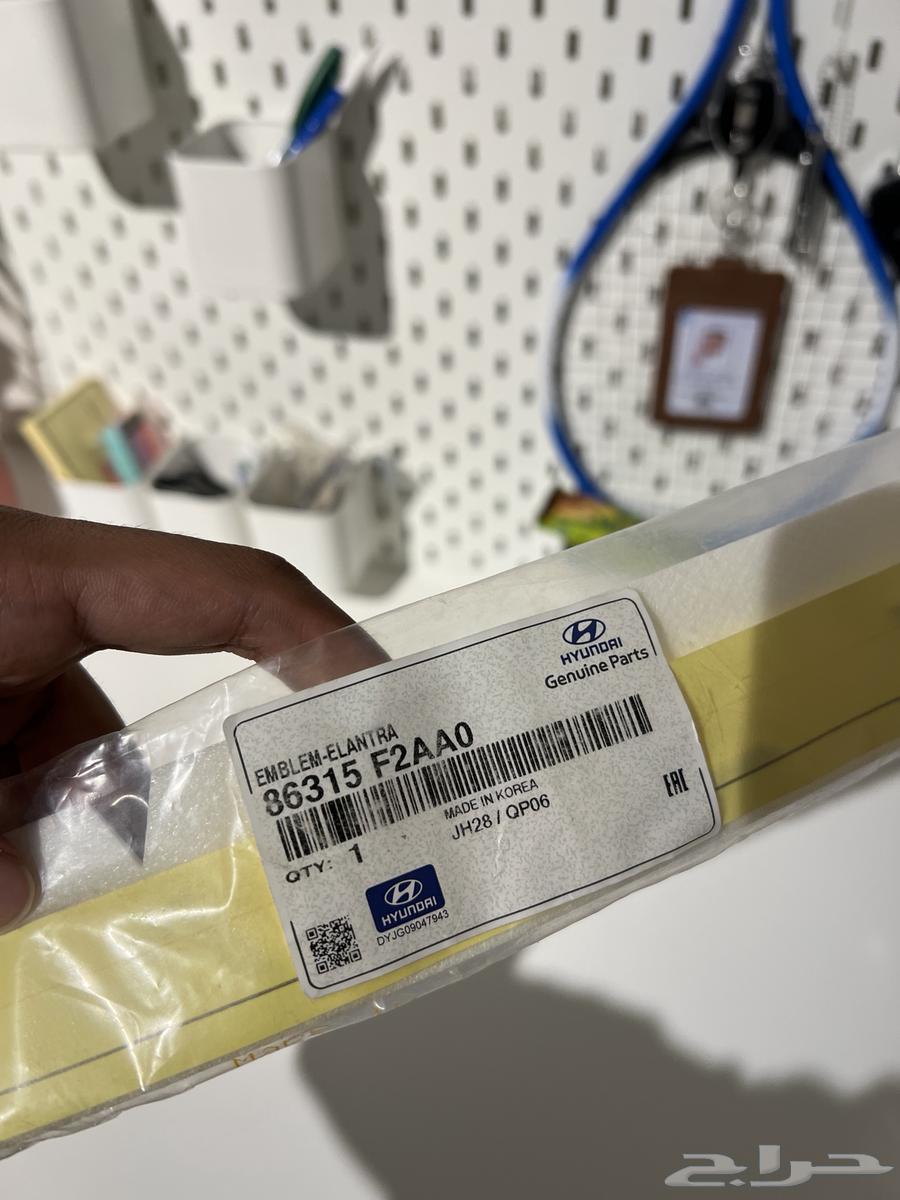 HYUNDAI
Genuine Parts
EMBLEM-ELANTRA
86315 F2AA0
MADE IN KOREA
JH28 / QP06
EAC
QTY: 1
HYUNDAI
DYJG09047943
حراج